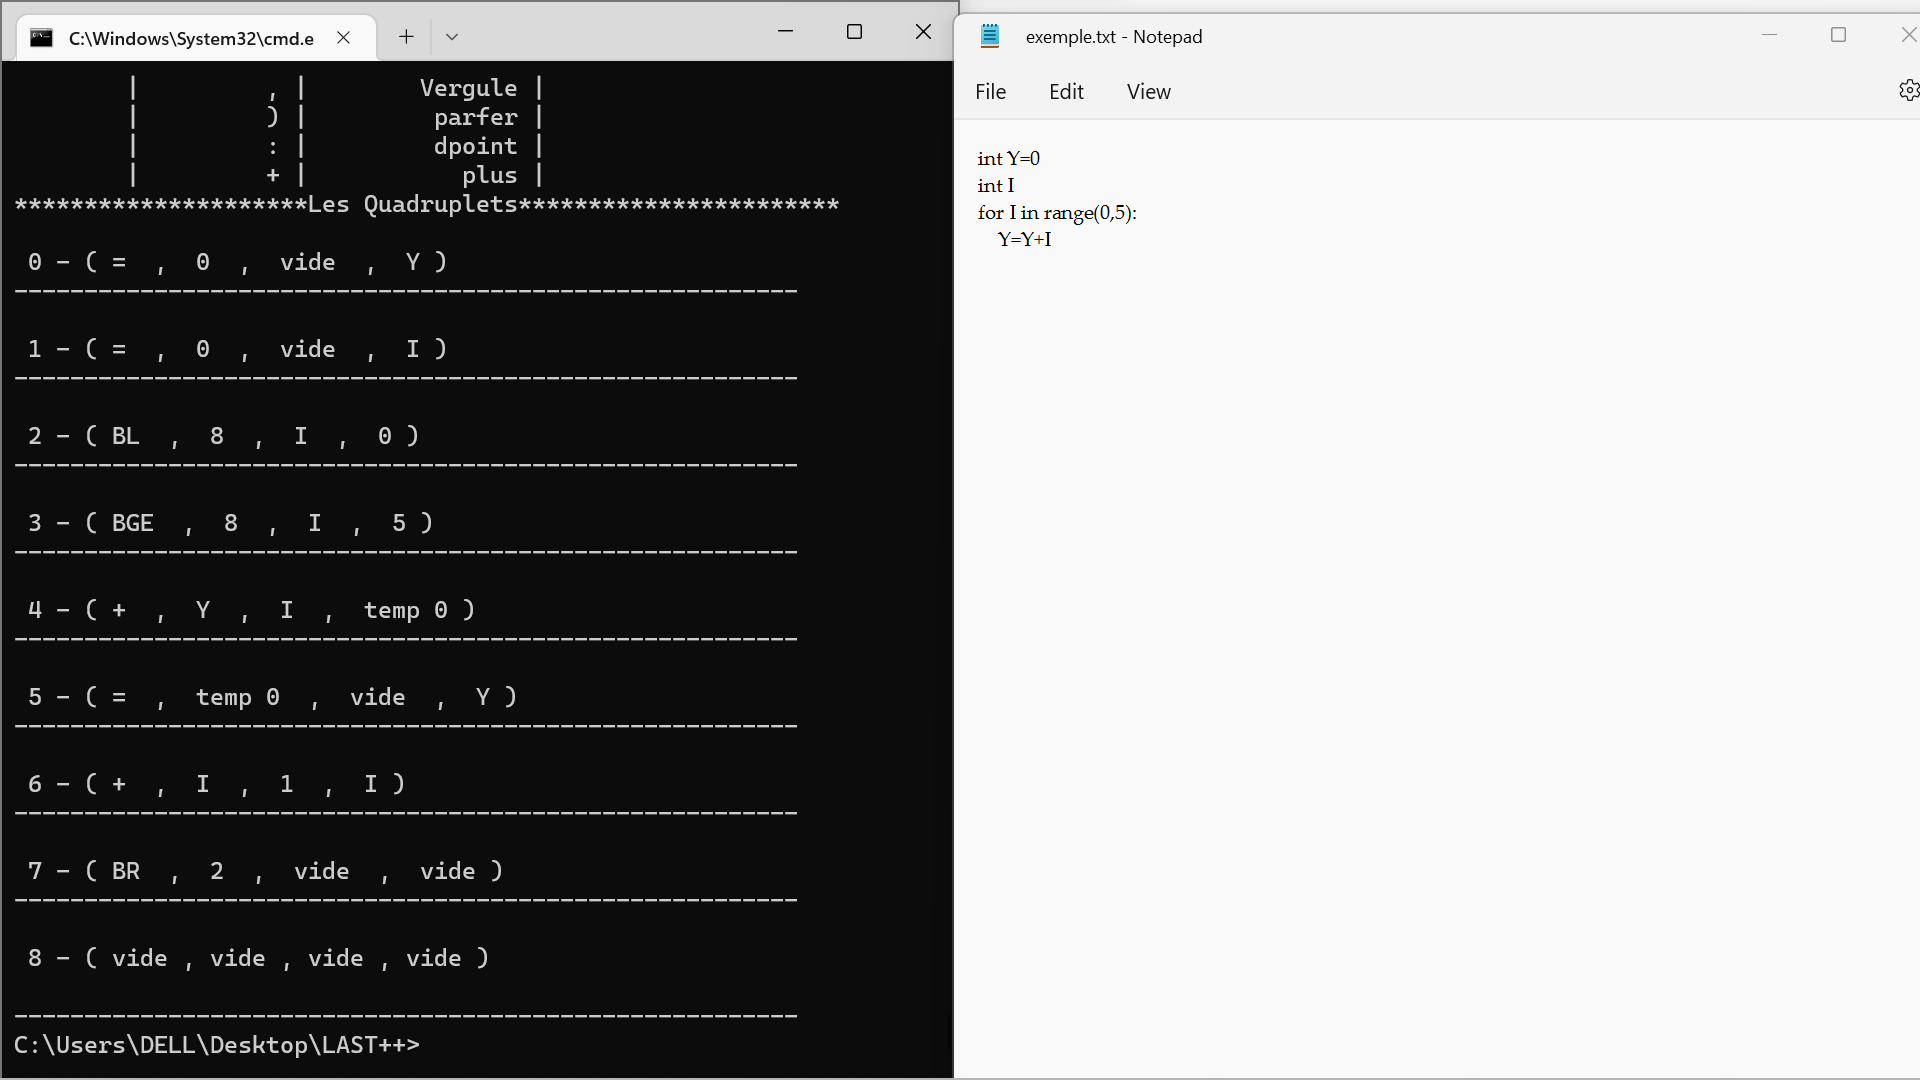 C:\Windows\System32\cmd.e
| , | Vergule |
| ) | parfer |
| : | dpoint |
| + | plus |
*********************Les Quadruplets***********************
0 - ( = , 0 , vide , Y )
--------------------------------------------------------
1 - ( = , 0 , vide , I )
--------------------------------------------------------
2 - ( BL , 8 , I , 0 )
--------------------------------------------------------
3 - ( BGE , 8 , I , 5 )
--------------------------------------------------------
4 - ( + , Y , I , temp 0 )
--------------------------------------------------------
5 - ( = , temp 0 , vide , Y )
--------------------------------------------------------
6 - ( + , I , 1 , I )
--------------------------------------------------------
7 - ( BR , 2 , vide , vide )
--------------------------------------------------------
8 - ( vide , vide , vide , vide )
--------------------------------------------------------
C:\Users\DELL\Desktop\LAST++>
exemple.txt - Notepad
File Edit View
int Y=0
int I
for I in range(0,5):
Y=Y+I